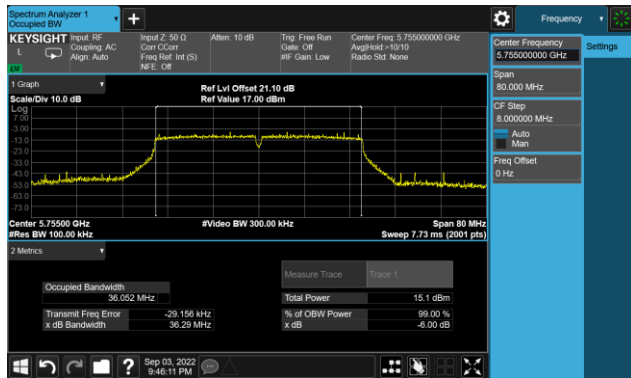 Spectrum Analyzer 1
Occupied BW
Frequency
KEYSIGHT
Input: RF
Coupling: AC
Align: Auto
Input Z: 50 Ω
Corr CCorr
Freq Ref: Int (S)
NFE: Off
Atten: 10 dB
Trig: Free Run
Gate: Off
#IF Gain: Low
Center Freq: 5.755000000 GHz
Avg|Hold:>10/10
Radio Std: None
L
Center Frequency
5.755000000 GHz
Settings
Span
80.000 MHz
CF Step
8.000000 MHz
Auto
Man
Freq Offset
0 Hz
1 Graph
Scale/Div 10.0 dB
Ref Lvl Offset 21.10 dB
Ref Value 17.00 dBm
Log
7.00
-3.00
-13.0
-23.0
-33.0
-43.0
-53.0
-63.0
-73.0
Center 5.75500 GHz
#Res BW 100.00 kHz
#Video BW 300.00 kHz
Span 80 MHz
Sweep 7.73 ms (2001 pts)
2 Metrics
Measure Trace Trace 1
Occupied Bandwidth
36.052 MHz
Total Power 15.1 dBm
Transmit Freq Error -29.156 kHz
% of OBW Power 99.00 %
x dB Bandwidth 36.29 MHz
x dB -6.00 dB
?
Sep 03, 2022
9:46:11 PM